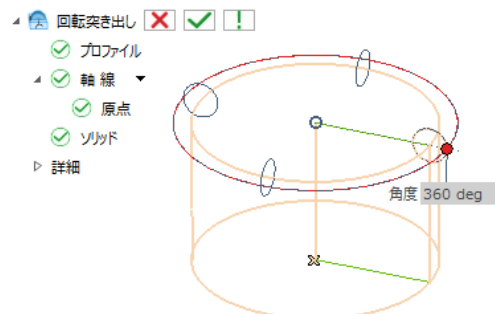 回転突き出し
プロファイル
軸線
原点
ソリッド
詳細
角度 360 deg